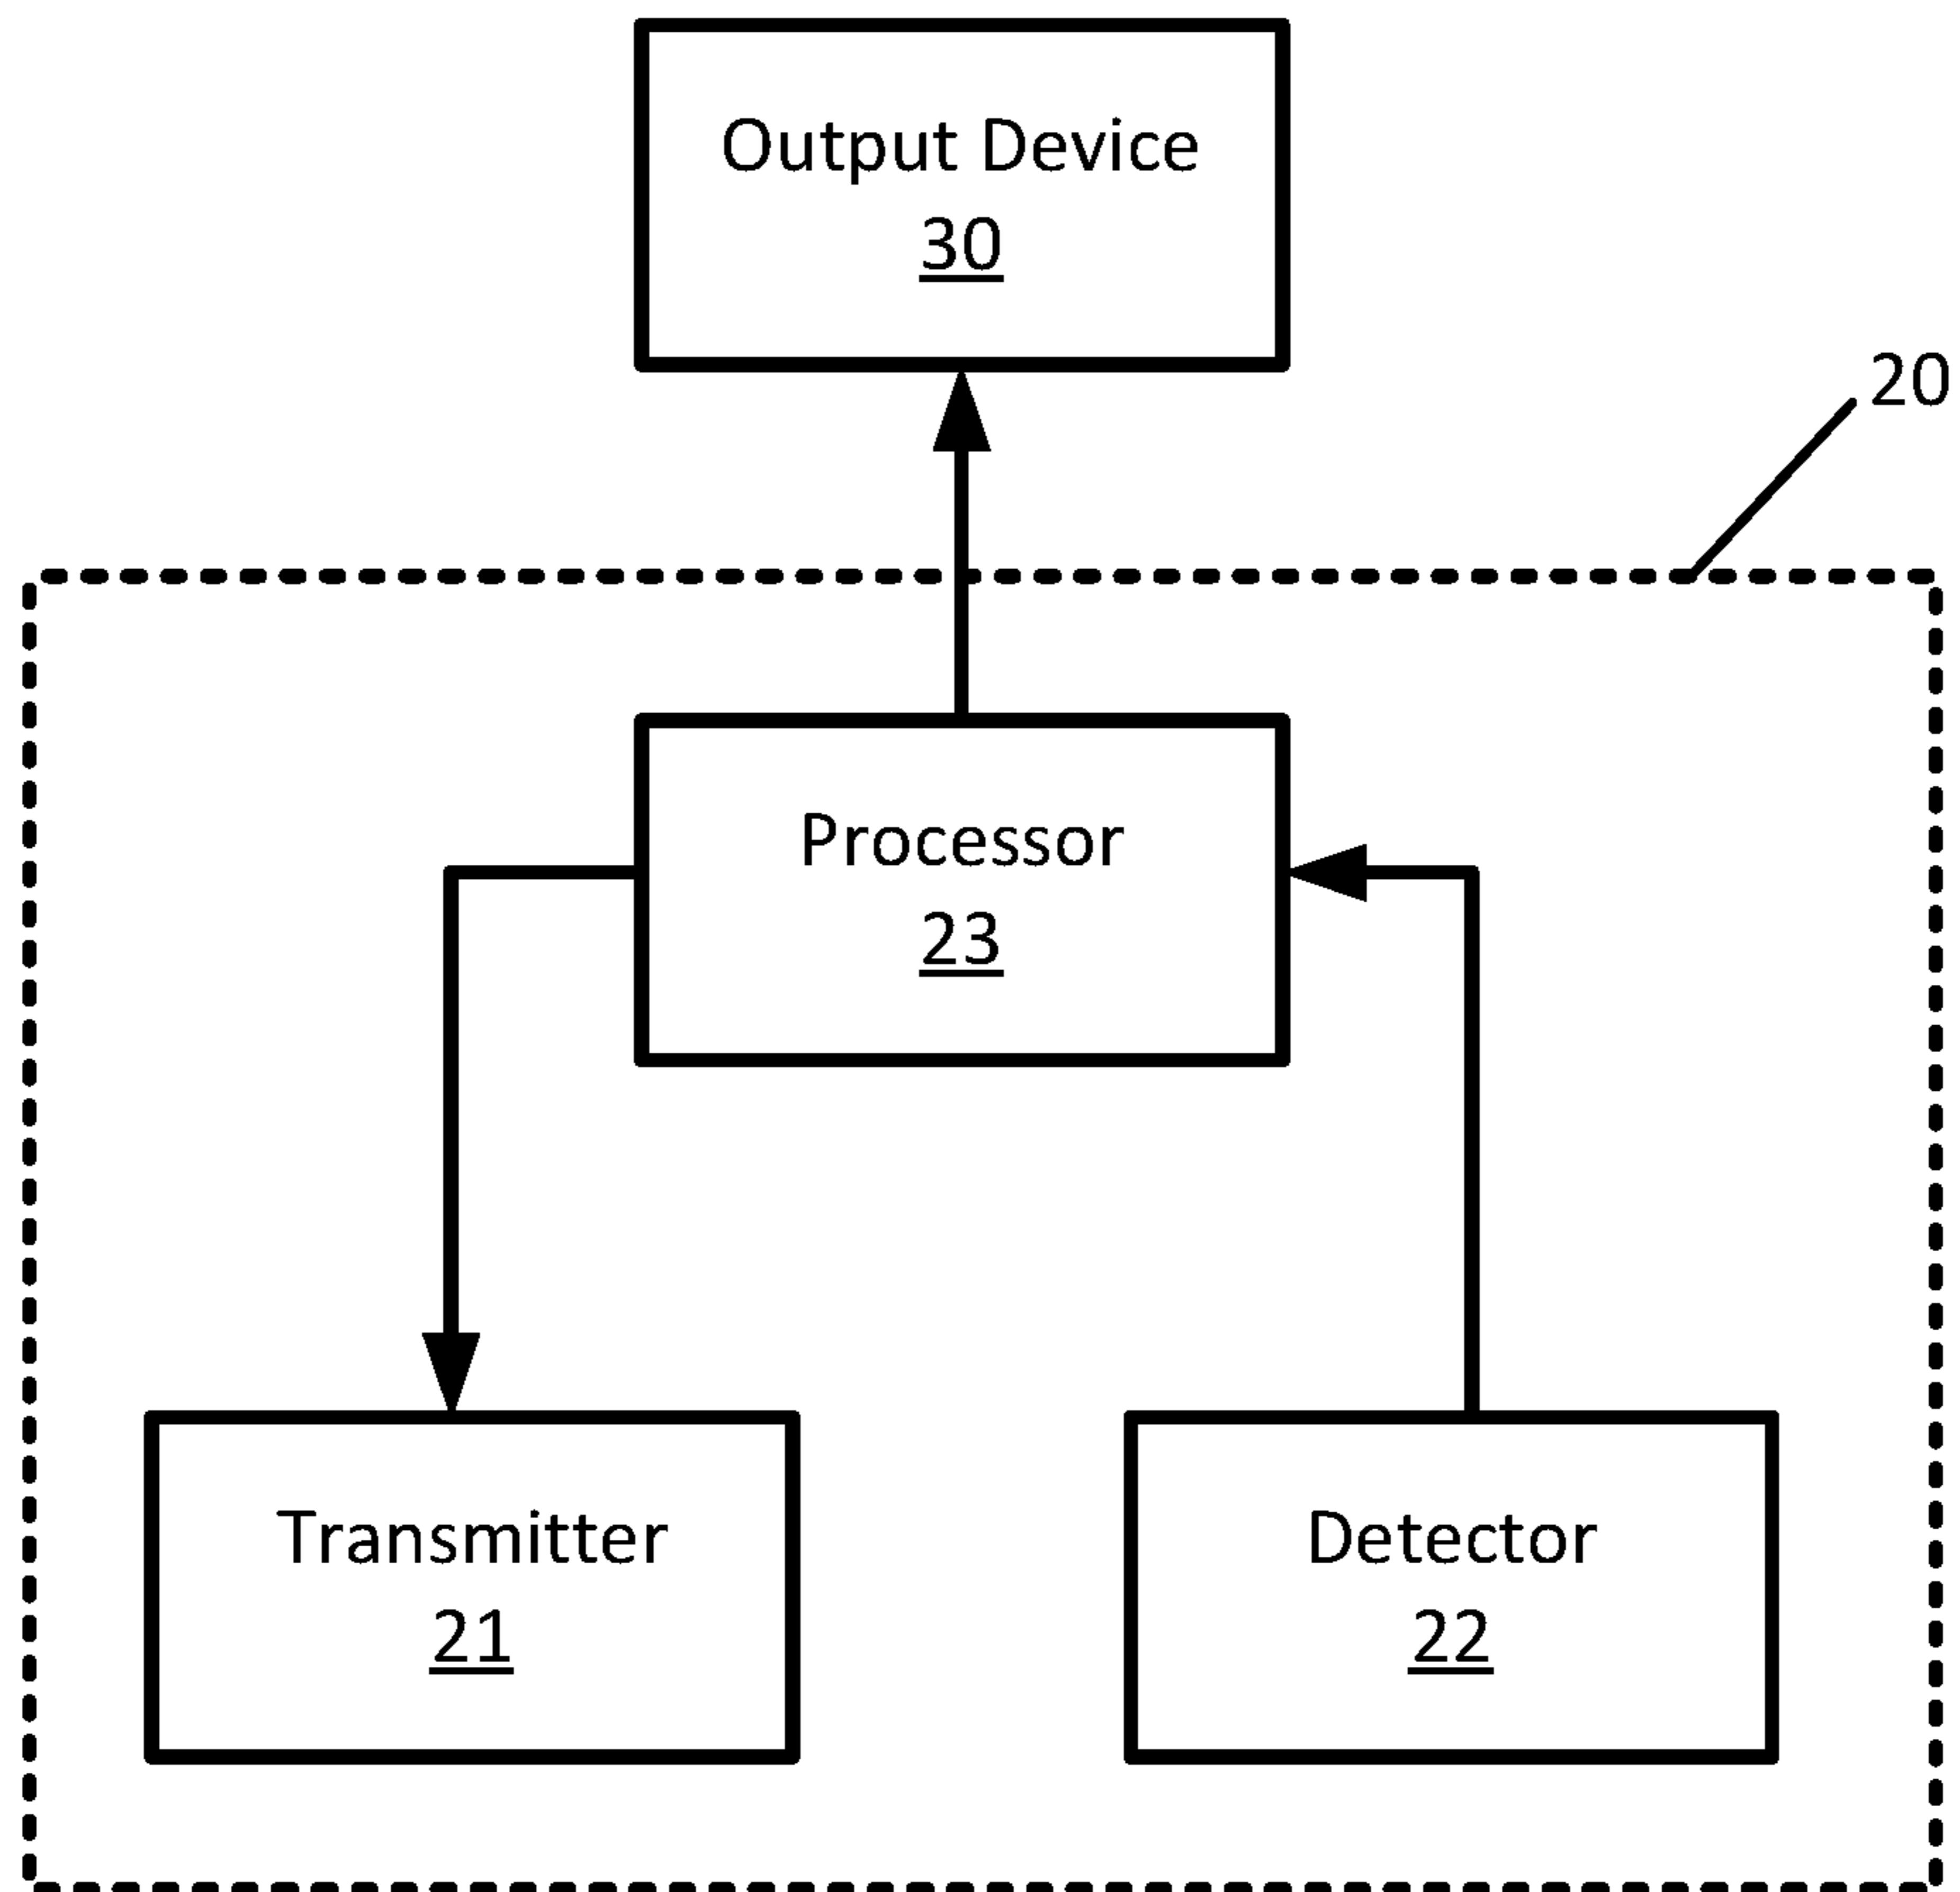 Output Device
30
20
Processor
23
Transmitter
21
Detector
22